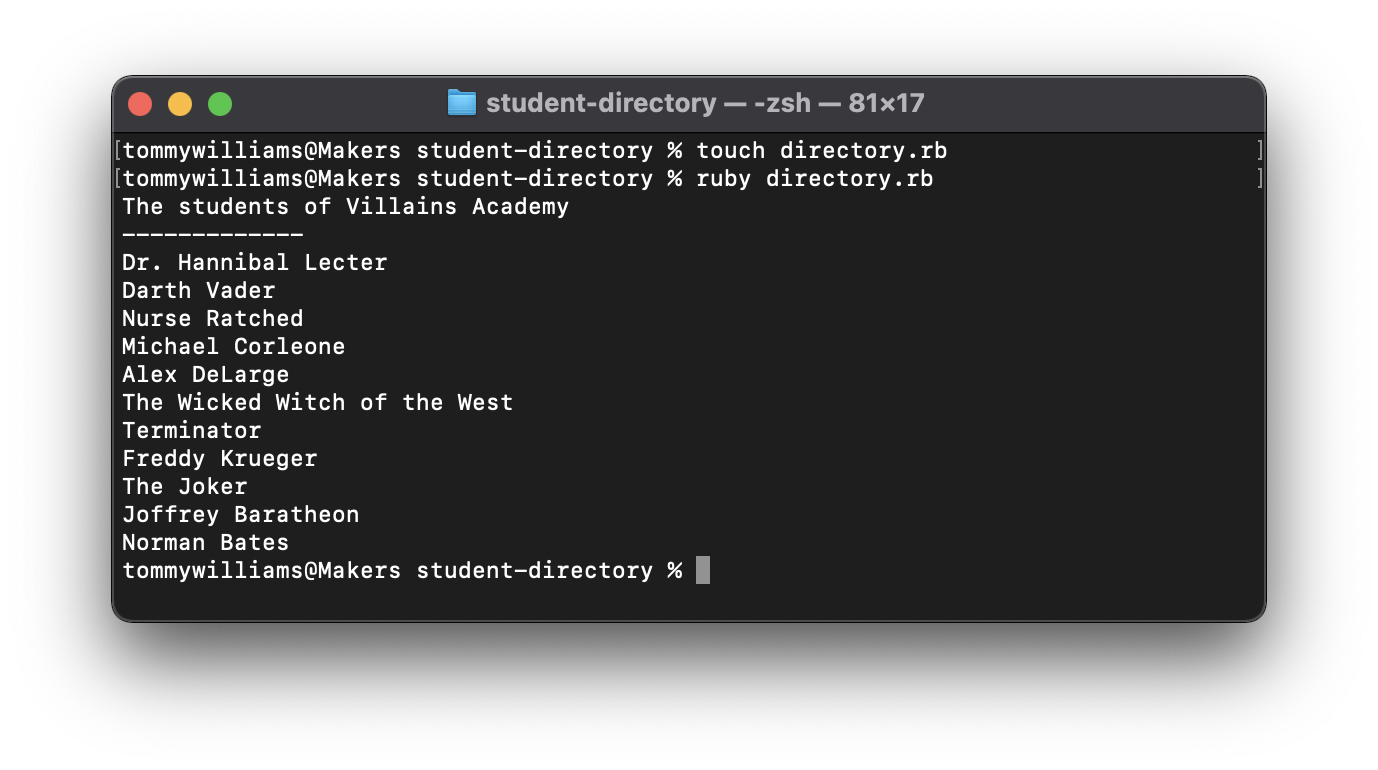 student-directory — -zsh — 81×17
[tommywilliams@Makers student-directory % touch directory.rb ]
[tommywilliams@Makers student-directory % ruby directory.rb ]
The students of Villains Academy
-------------
Dr. Hannibal Lecter
Darth Vader
Nurse Ratched
Michael Corleone
Alex DeLarge
The Wicked Witch of the West
Terminator
Freddy Krueger
The Joker
Joffrey Baratheon
Norman Bates
tommywilliams@Makers student-directory %